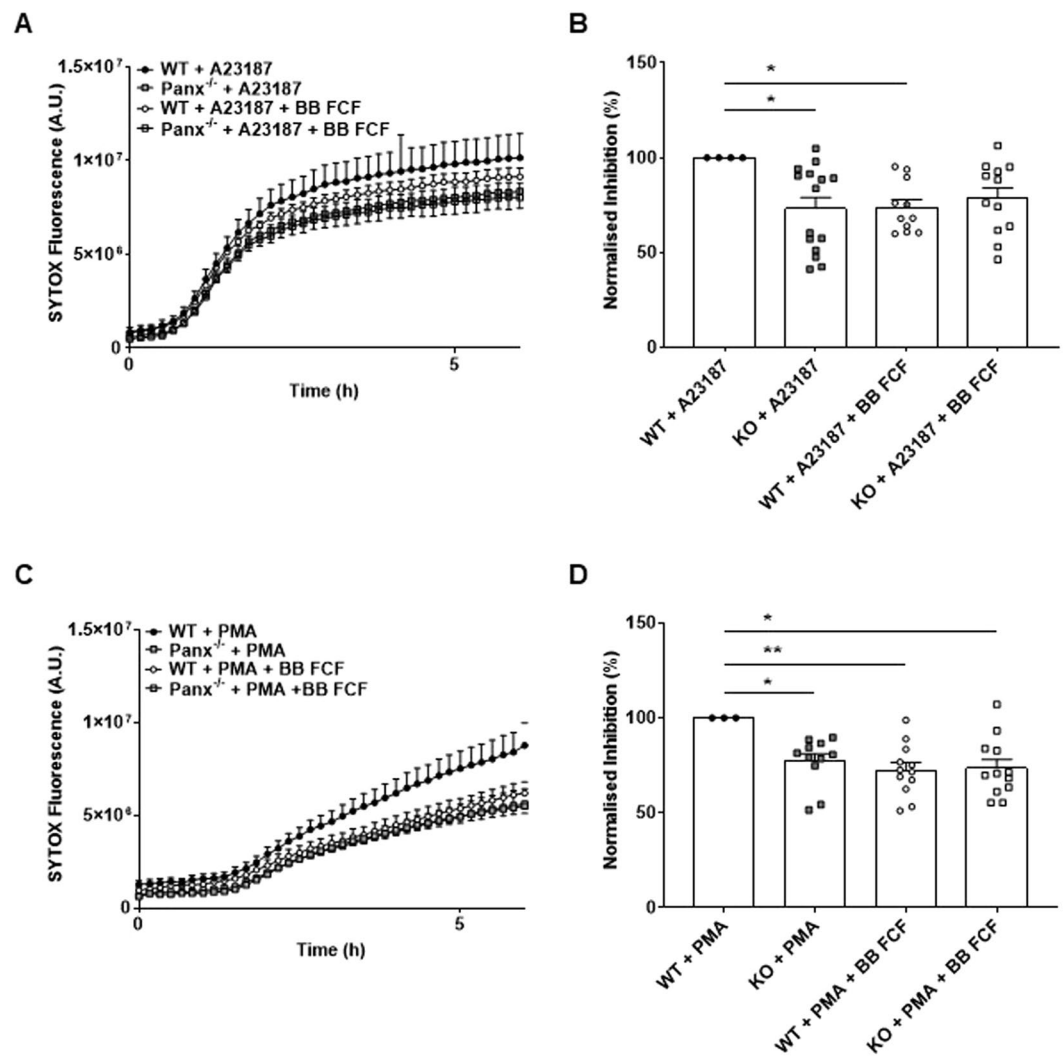 A
SYTOX Fluorescence (A.U.)
1.5×10⁷
1×10⁷
5×10⁶
0
WT + A23187
Panx⁻/⁻ + A23187
WT + A23187 + BB FCF
Panx⁻/⁻ + A23187 + BB FCF
0
5
Time (h)
B
Normalised Inhibition (%)
150
100
50
0
*
*
WT + A23187
KO + A23187
WT + A23187 + BB FCF
KO + A23187 + BB FCF
C
SYTOX Fluorescence (A.U.)
1.5×10⁷
1×10⁷
5×10⁶
0
WT + PMA
Panx⁻/⁻ + PMA
WT + PMA + BB FCF
Panx⁻/⁻ + PMA +BB FCF
0
5
Time (h)
D
Normalised Inhibition (%)
150
100
50
0
*
**
*
WT + PMA
KO + PMA
WT + PMA + BB FCF
KO + PMA + BB FCF